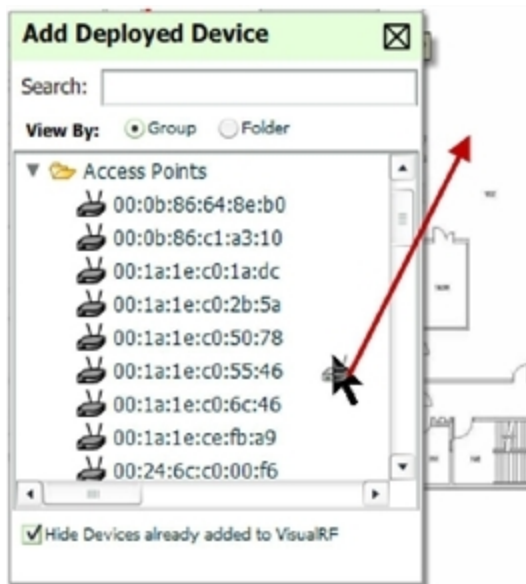 Add Deployed Device
Search:
View By: Group Folder
Access Points
00:0b:86:64:8e:b0
00:0b:86:c1:a3:10
00:1a:1e:c0:1a:dc
00:1a:1e:c0:2b:5a
00:1a:1e:c0:50:78
00:1a:1e:c0:55:46
00:1a:1e:c0:6c:46
00:1a:1e:ce:fb:a9
00:24:6c:c0:00:f6
Hide Devices already added to VisualRF